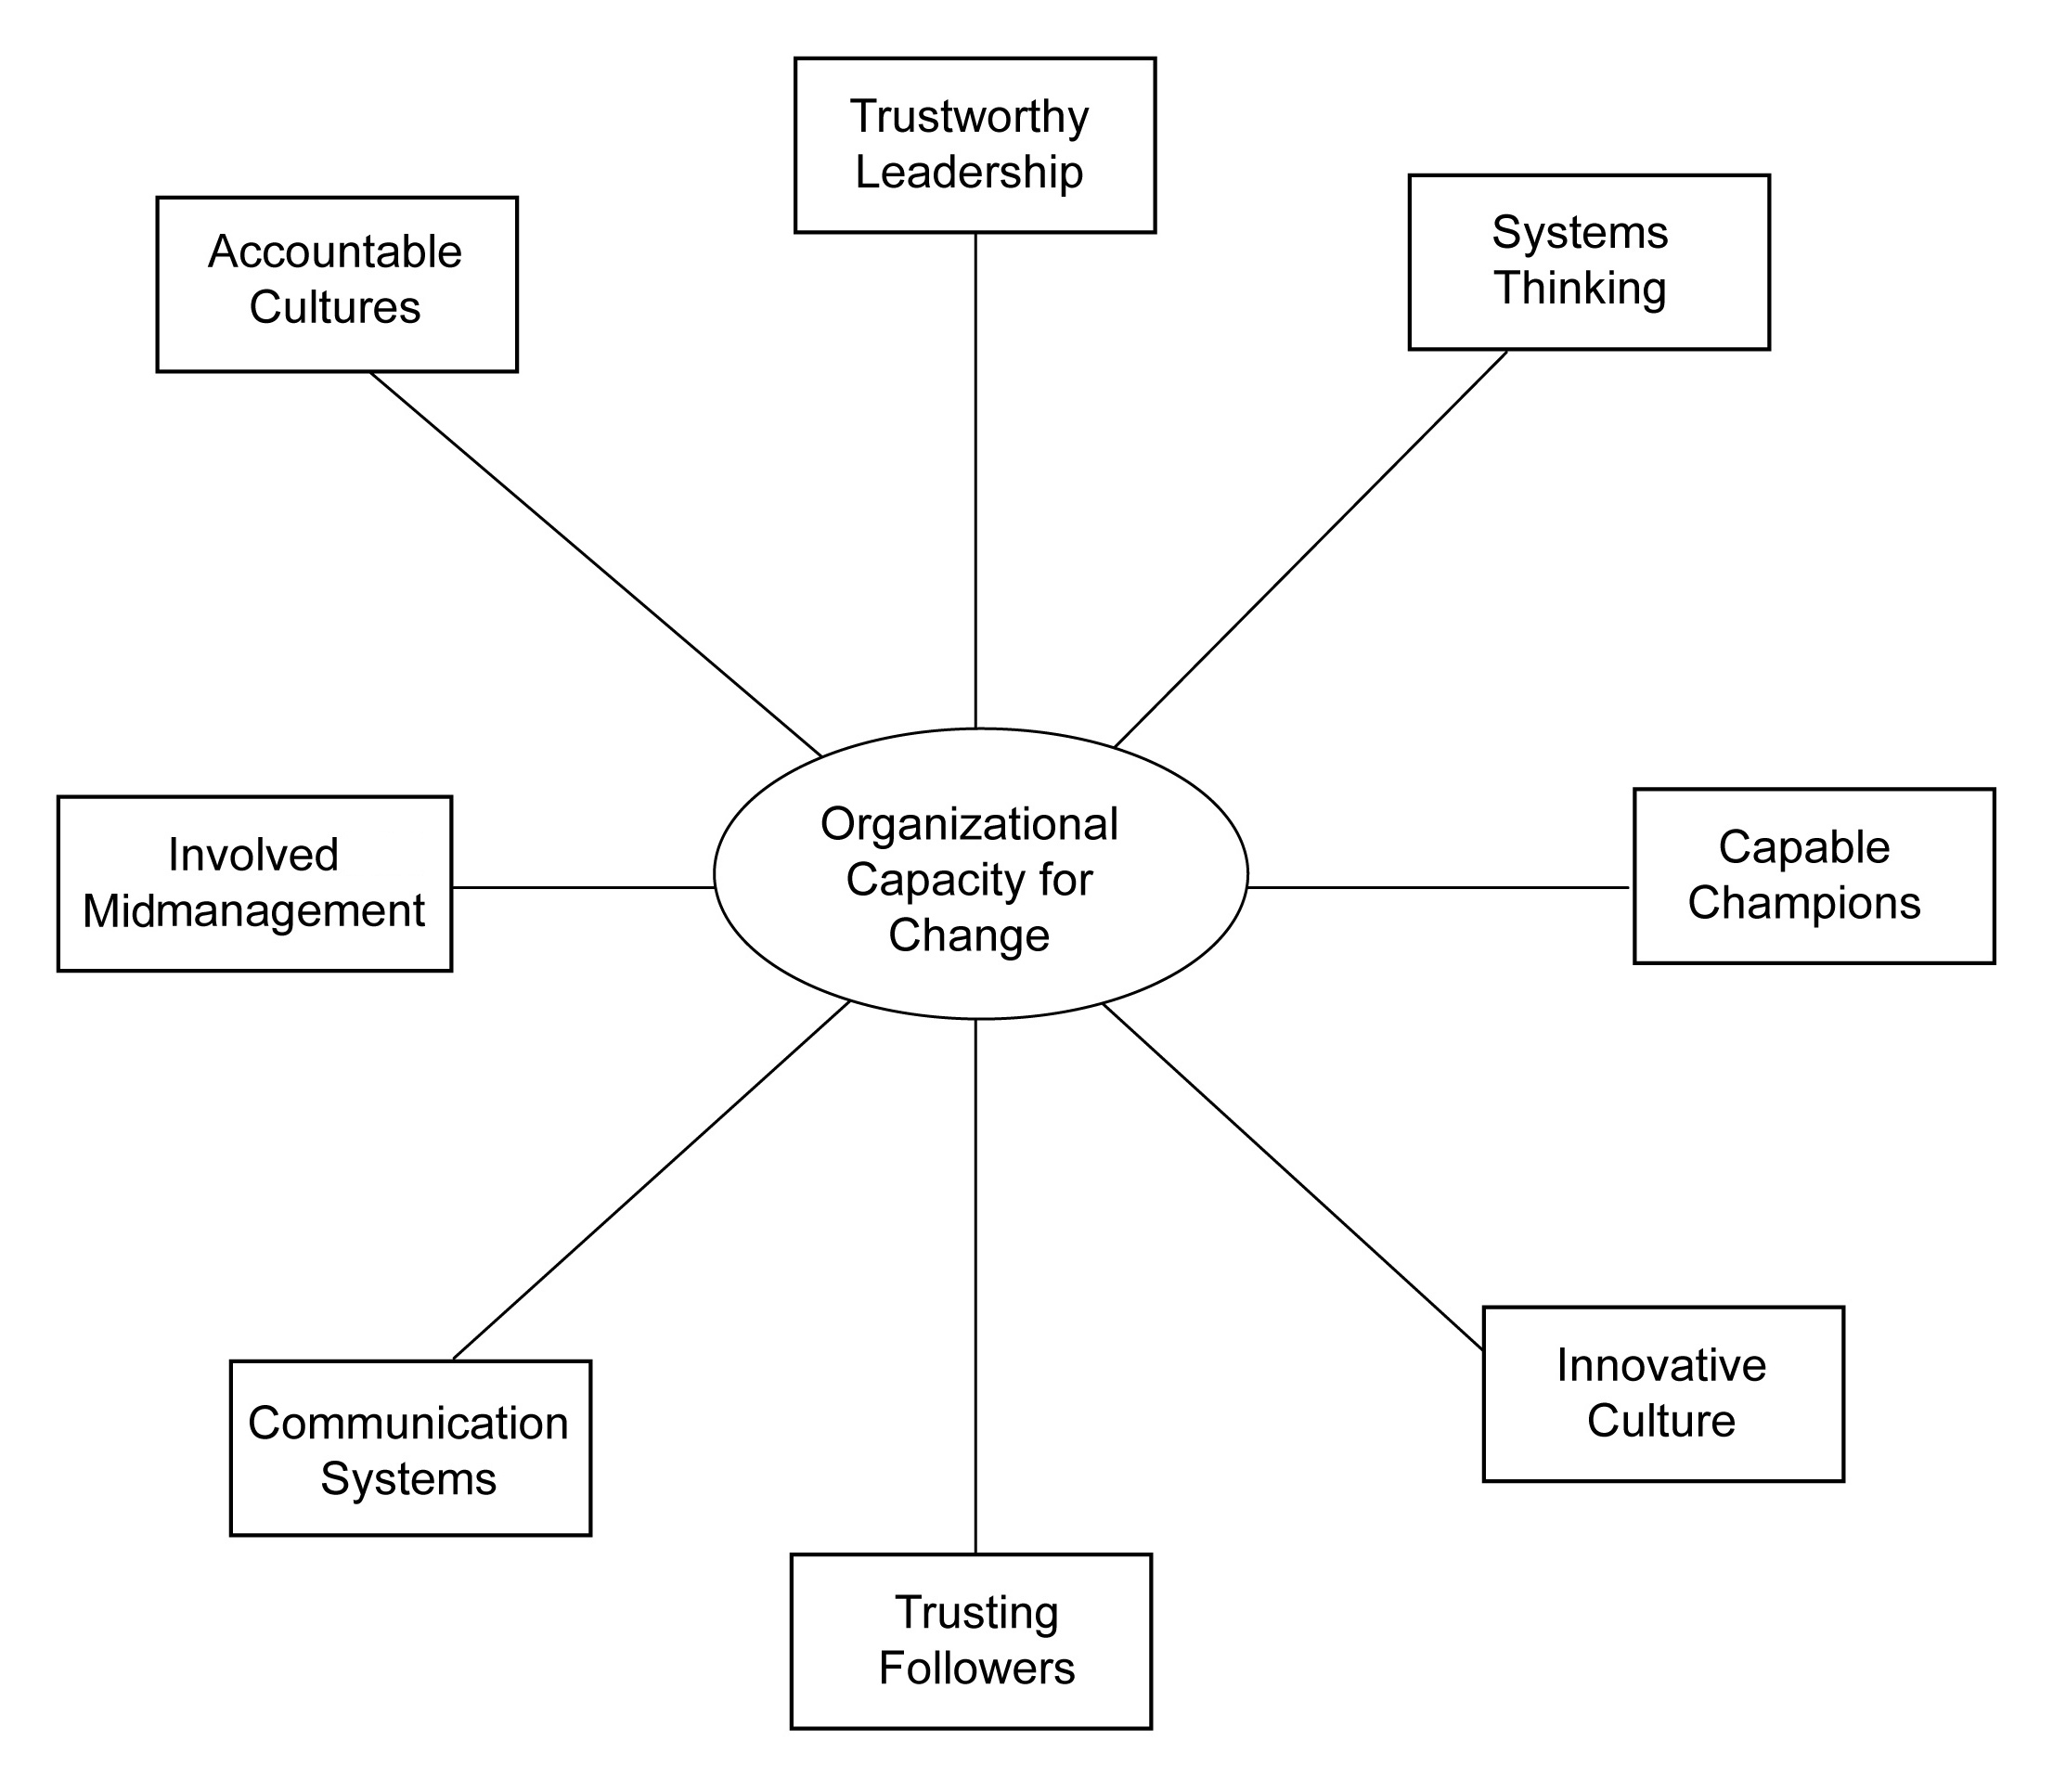 Trustworthy
Leadership
Accountable
Cultures
Systems
Thinking
Involved
Midmanagement
Organizational
Capacity for
Change
Capable
Champions
Communication
Systems
Innovative
Culture
Trusting
Followers